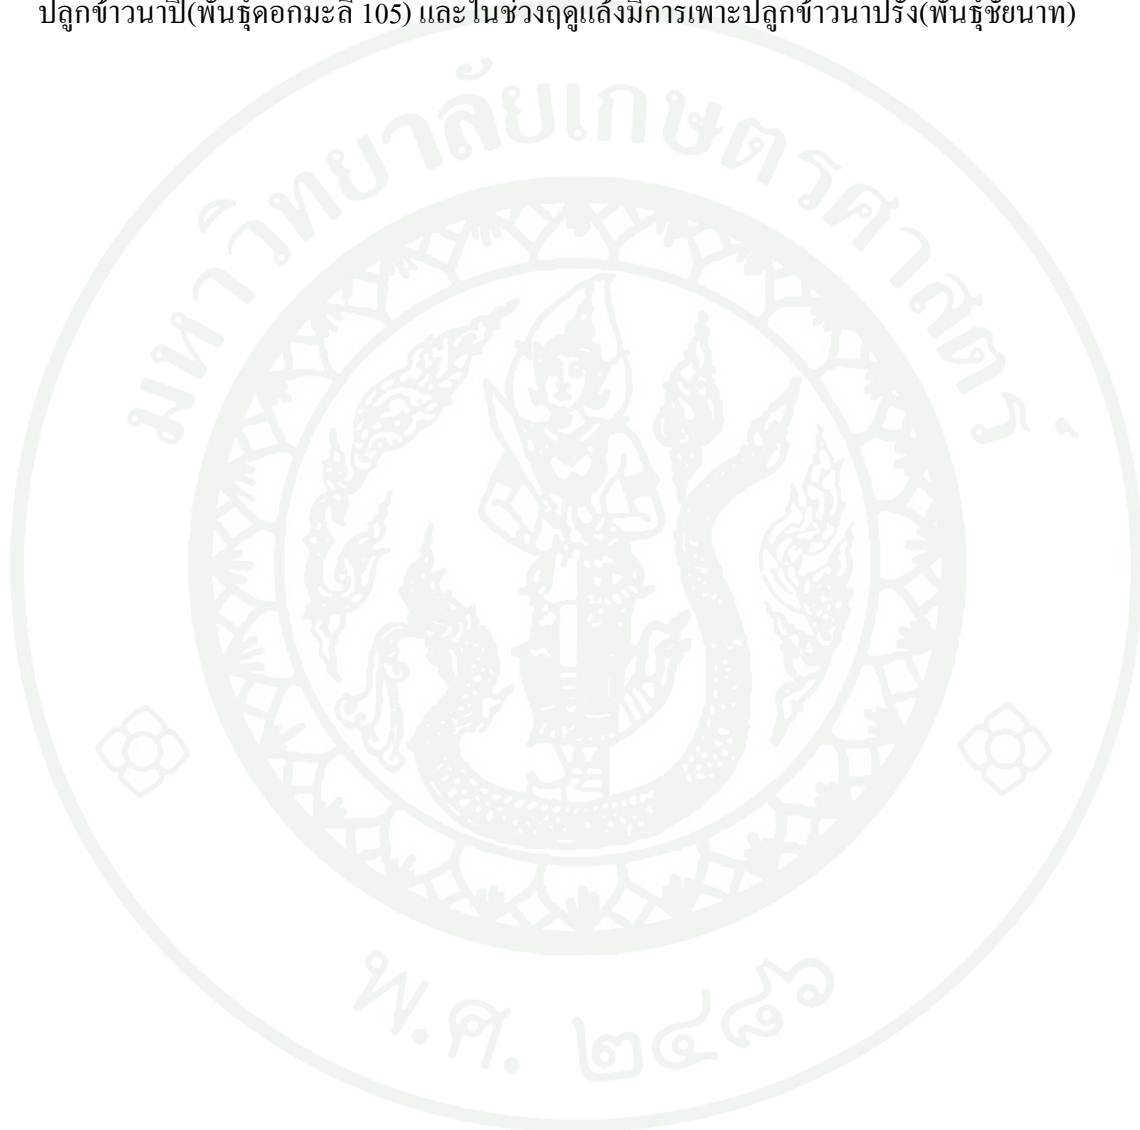 ปลูกข้าวนาปี(พันธุ์ดอกมะลิ 105) และในช่วงฤดูแล้งมีการเพาะปลูกข้าวนาปรัง(พันธุ์ชัยนาท)
มหาวิทยาลัยเกษตรศาสตร์
พ.ศ. ๒๔๘๖